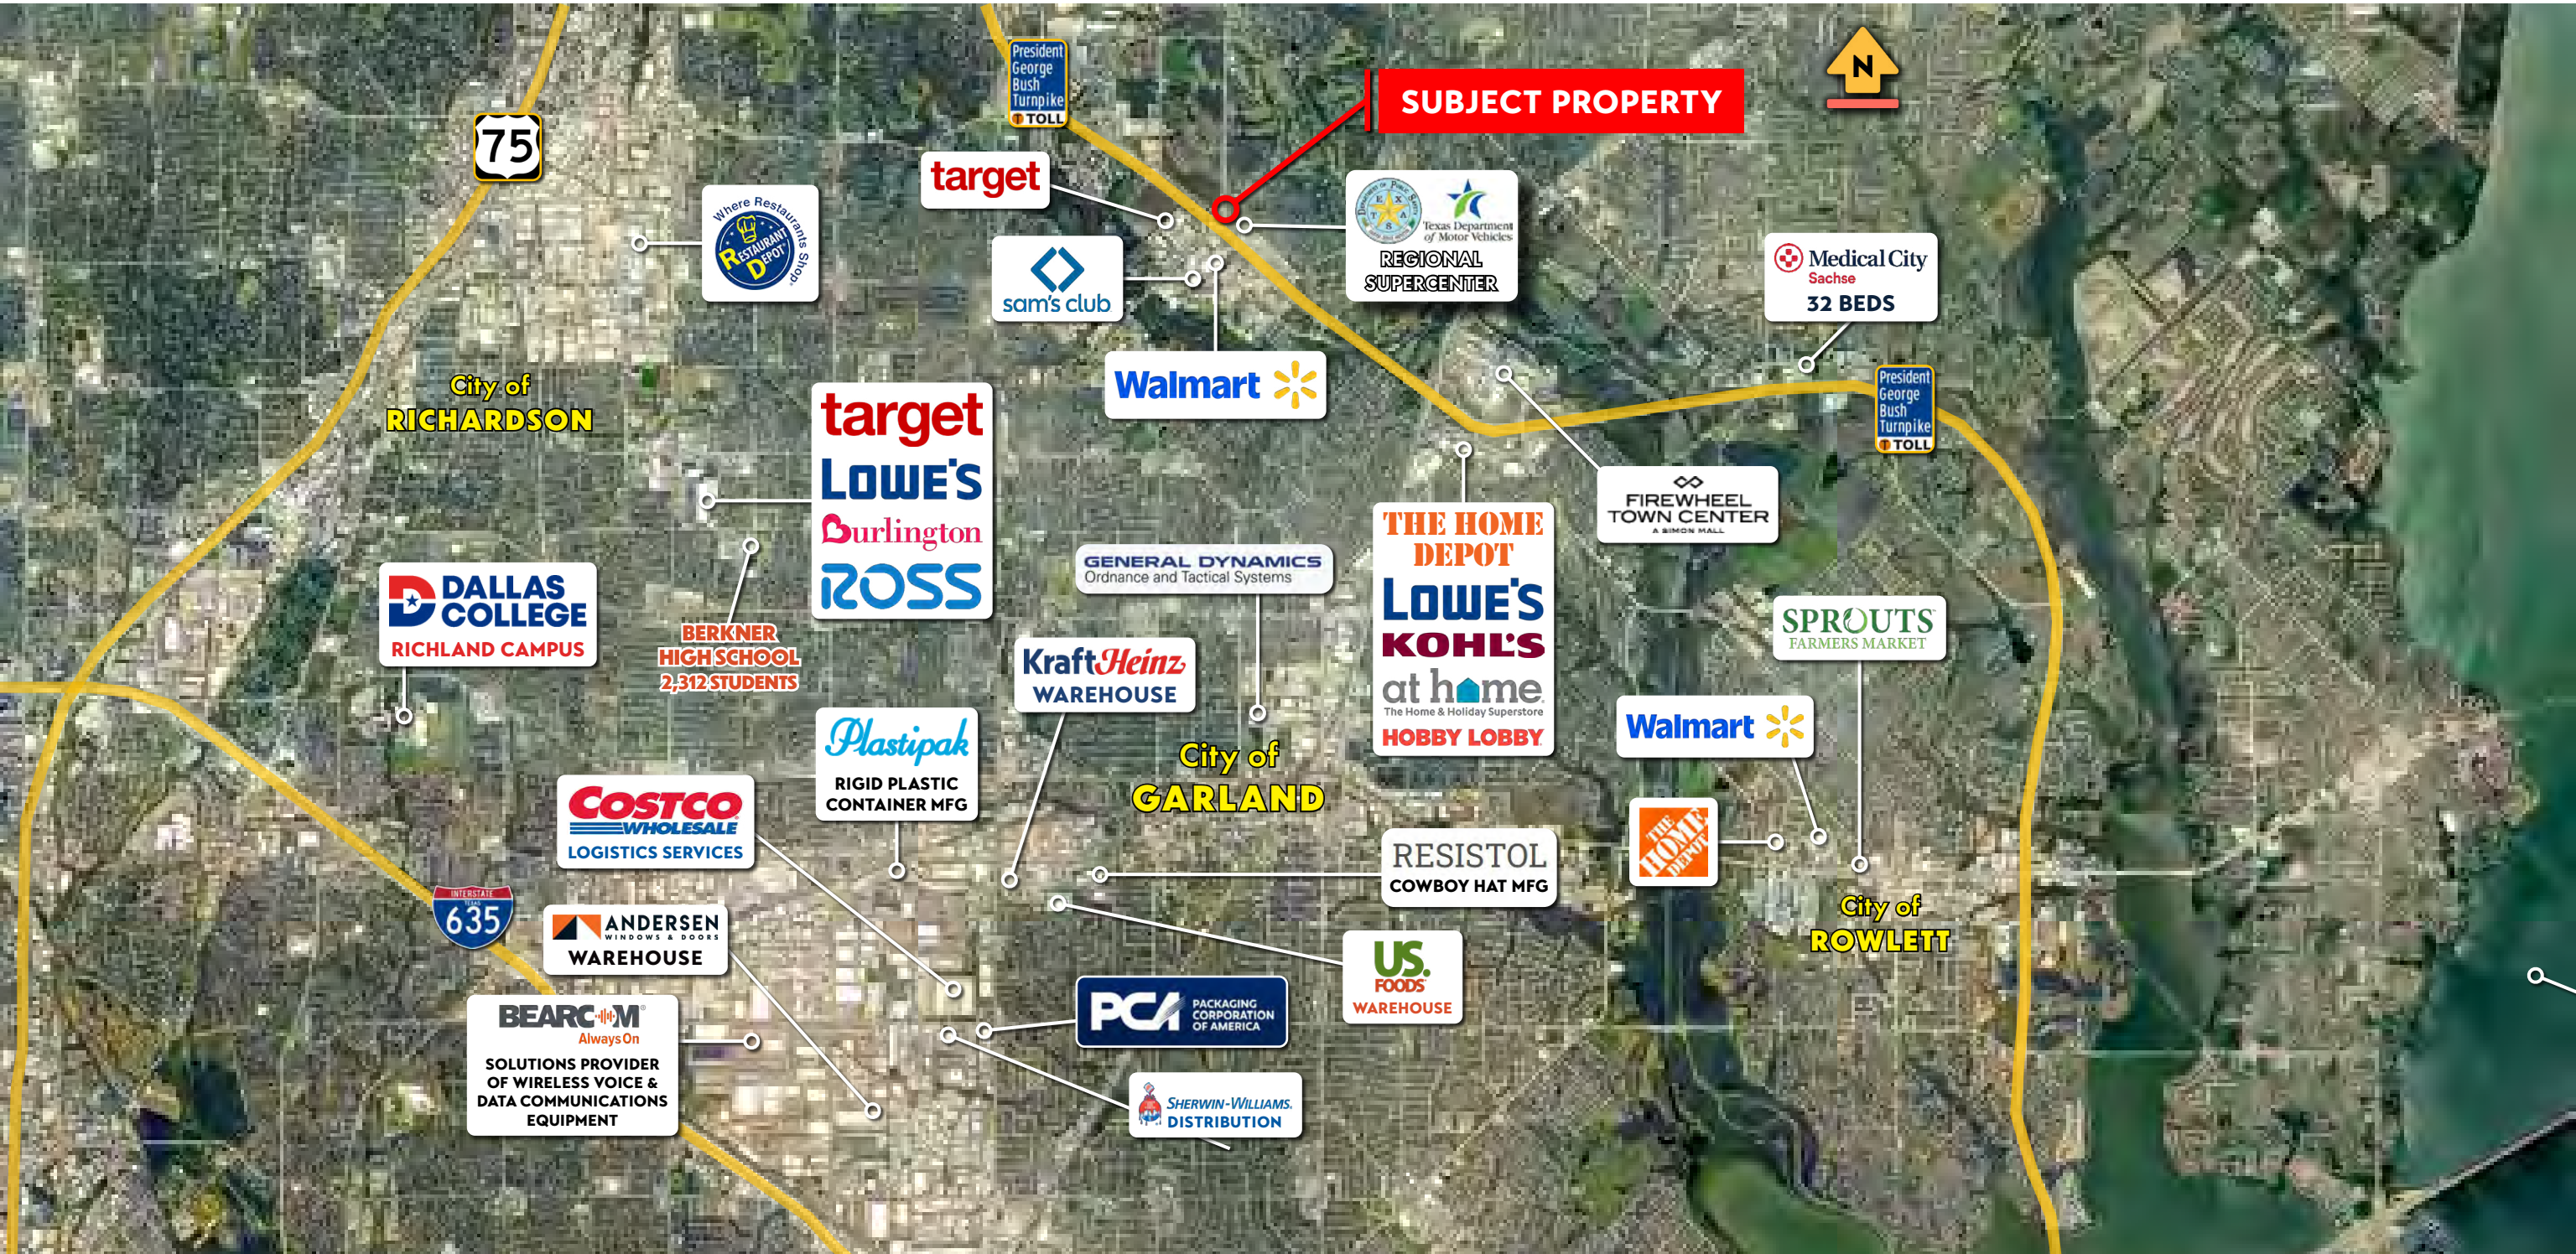 President
George
Bush
Turnpike
TOLL
SUBJECT PROPERTY
N
75
target
Where Restaurants Shop
RESTAURANT
DEPOT
sam's club
TEXAS
Texas Department
of Motor Vehicles
REGIONAL
SUPERCENTER
Medical City
Sachse
32 BEDS
Walmart
City of
RICHARDSON
target
LOWE'S
Burlington
ROSS
President
George
Bush
Turnpike
TOLL
FIREWHEEL
TOWN CENTER
A SIMON MALL
GENERAL DYNAMICS
Ordnance and Tactical Systems
THE HOME
DEPOT
LOWE'S
KOHL'S
at home
The Home & Holiday Superstore
HOBBY LOBBY
DALLAS
COLLEGE
RICHLAND CAMPUS
BERKNER
HIGH SCHOOL
2,312 STUDENTS
KraftHeinz
WAREHOUSE
SPROUTS
FARMERS MARKET
Walmart
Plastipak
RIGID PLASTIC
CONTAINER MFG
City of
GARLAND
COSTCO
WHOLESALE
LOGISTICS SERVICES
THE
HOME
DEPOT
RESISTOL
COWBOY HAT MFG
INTERSTATE
TEXAS
635
ANDERSEN
WINDOWS & DOORS
WAREHOUSE
City of
ROWLETT
US.
FOODS
WAREHOUSE
PCA
PACKAGING
CORPORATION
OF AMERICA
BEARCOM®
Always On
SOLUTIONS PROVIDER
OF WIRELESS VOICE &
DATA COMMUNICATIONS
EQUIPMENT
SHERWIN-WILLIAMS.
DISTRIBUTION